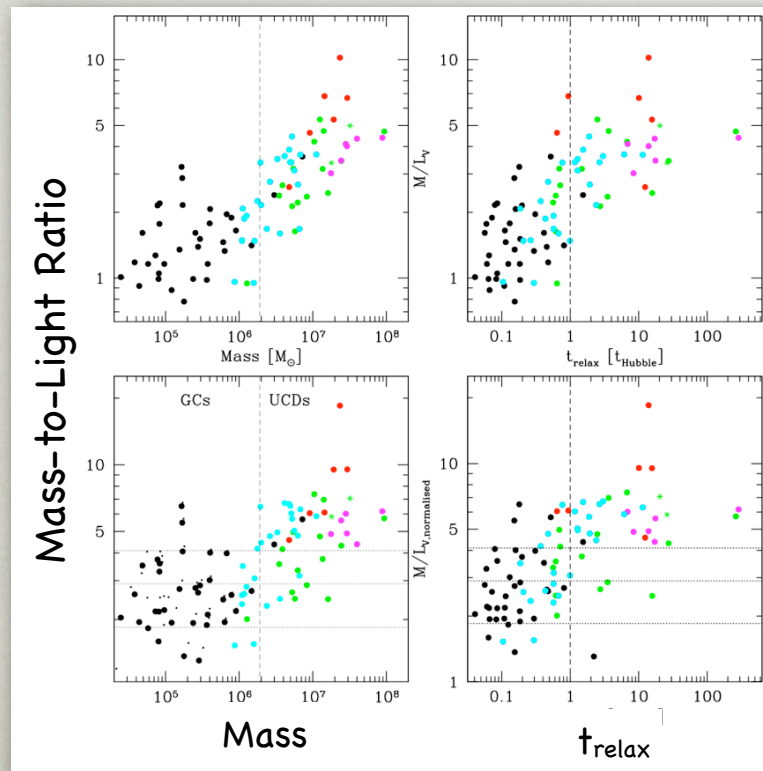 Mass-to-Light Ratio
10
5
1
10⁵ 10⁶ 10⁷ 10⁸
Mass [M⊙]
M/Lᵥ
10
5
1
0.1 1 10 100
t_relax [t_Hubble]
GCs UCDs
10
5
10⁵ 10⁶ 10⁷ 10⁸
Mass
M/L_V,normalised
10
5
1
0.1 1 10 100
t_relax